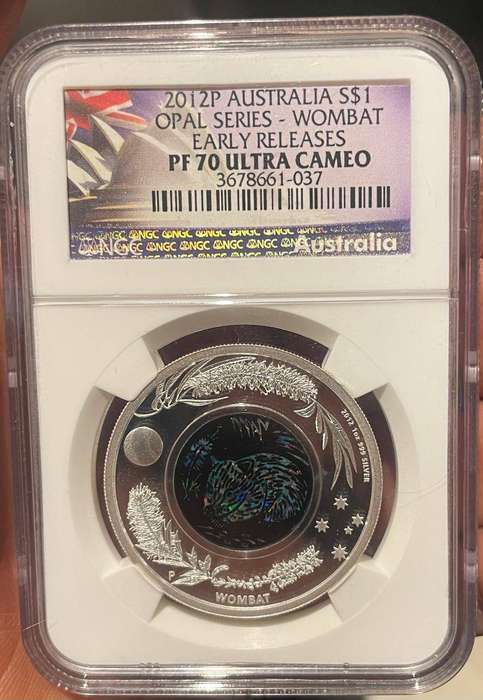 2012P AUSTRALIA S$1
OPAL SERIES - WOMBAT
EARLY RELEASES
PF 70 ULTRA CAMEO
3678661-037
NGC NGC NGC NGC NGC NGC NGC
NGC
Australia
2012 1oz 999 SILVER
P
WOMBAT